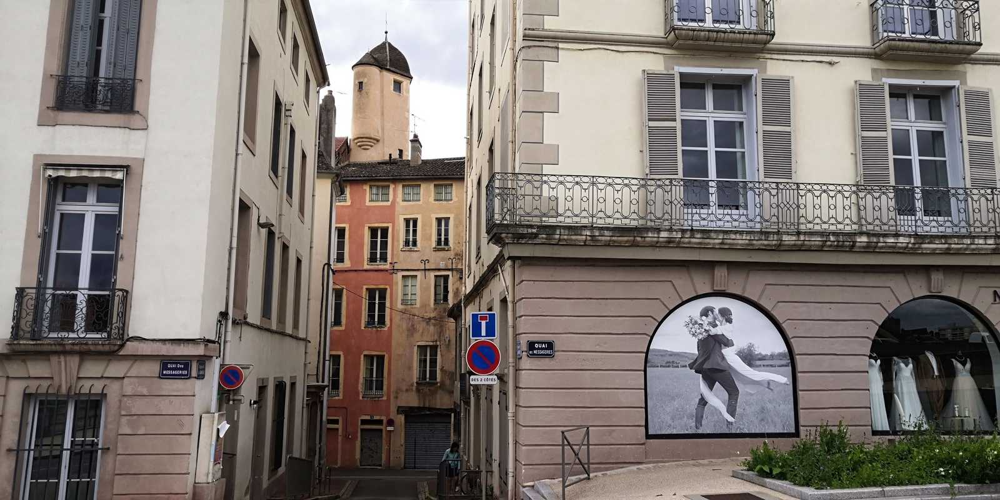 QUAI Des
MESSAGERIES
DES 2 CÔTÉS
QUAI
DES MESSAGERIES